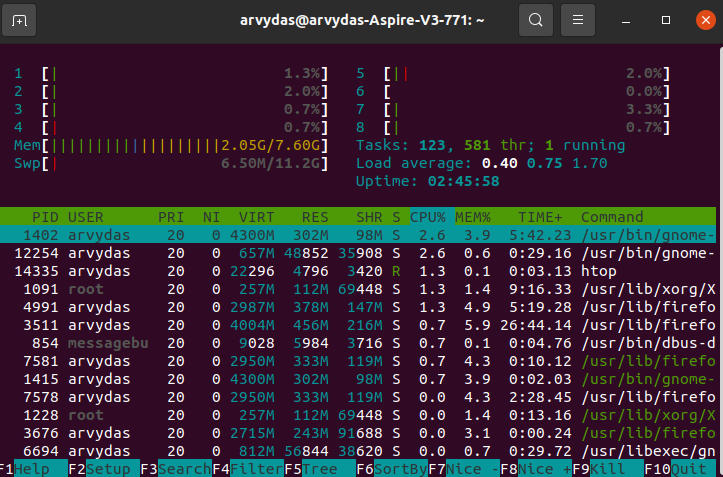 arvydas@arvydas-Aspire-V3-771: ~
1 [| 1.3%] 5 [|| 2.0%]
2 [| 2.0%] 6 [ 0.0%]
3 [| 0.7%] 7 [| 3.3%]
4 [| 0.7%] 8 [| 0.7%]
Mem[||||||||||||||||||||2.05G/7.60G] Tasks: 123, 581 thr; 1 running
Swp[| 6.50M/11.2G] Load average: 0.40 0.75 1.70
Uptime: 02:45:58
PID USER PRI NI VIRT RES SHR S CPU% MEM% TIME+ Command
1402 arvydas 20 0 4300M 302M 98M S 2.6 3.9 5:42.23 /usr/bin/gnome-
12254 arvydas 20 0 657M 48852 35908 S 2.6 0.6 0:29.16 /usr/bin/gnome-
14335 arvydas 20 0 22296 4796 3420 R 1.3 0.1 0:03.13 htop
1091 root 20 0 257M 112M 69448 S 1.3 1.4 9:16.33 /usr/lib/xorg/X
4991 arvydas 20 0 2987M 378M 147M S 1.3 4.9 5:19.28 /usr/lib/firefo
3511 arvydas 20 0 4004M 456M 216M S 0.7 5.9 26:44.14 /usr/lib/firefo
854 messagebu 20 0 9028 5984 3716 S 0.7 0.1 0:04.76 /usr/bin/dbus-d
7581 arvydas 20 0 2950M 333M 119M S 0.7 4.3 0:10.12 /usr/lib/firefo
1415 arvydas 20 0 4300M 302M 98M S 0.7 3.9 0:02.03 /usr/bin/gnome-
7578 arvydas 20 0 2950M 333M 119M S 0.0 4.3 2:28.45 /usr/lib/firefo
1228 root 20 0 257M 112M 69448 S 0.0 1.4 0:13.16 /usr/lib/xorg/X
3676 arvydas 20 0 2715M 243M 91688 S 0.0 3.1 0:00.24 /usr/lib/firefo
6694 arvydas 20 0 812M 56844 38620 S 0.0 0.7 0:29.72 /usr/libexec/gn
F1Help F2Setup F3SearchF4FilterF5Tree F6SortByF7Nice -F8Nice +F9Kill F10Quit